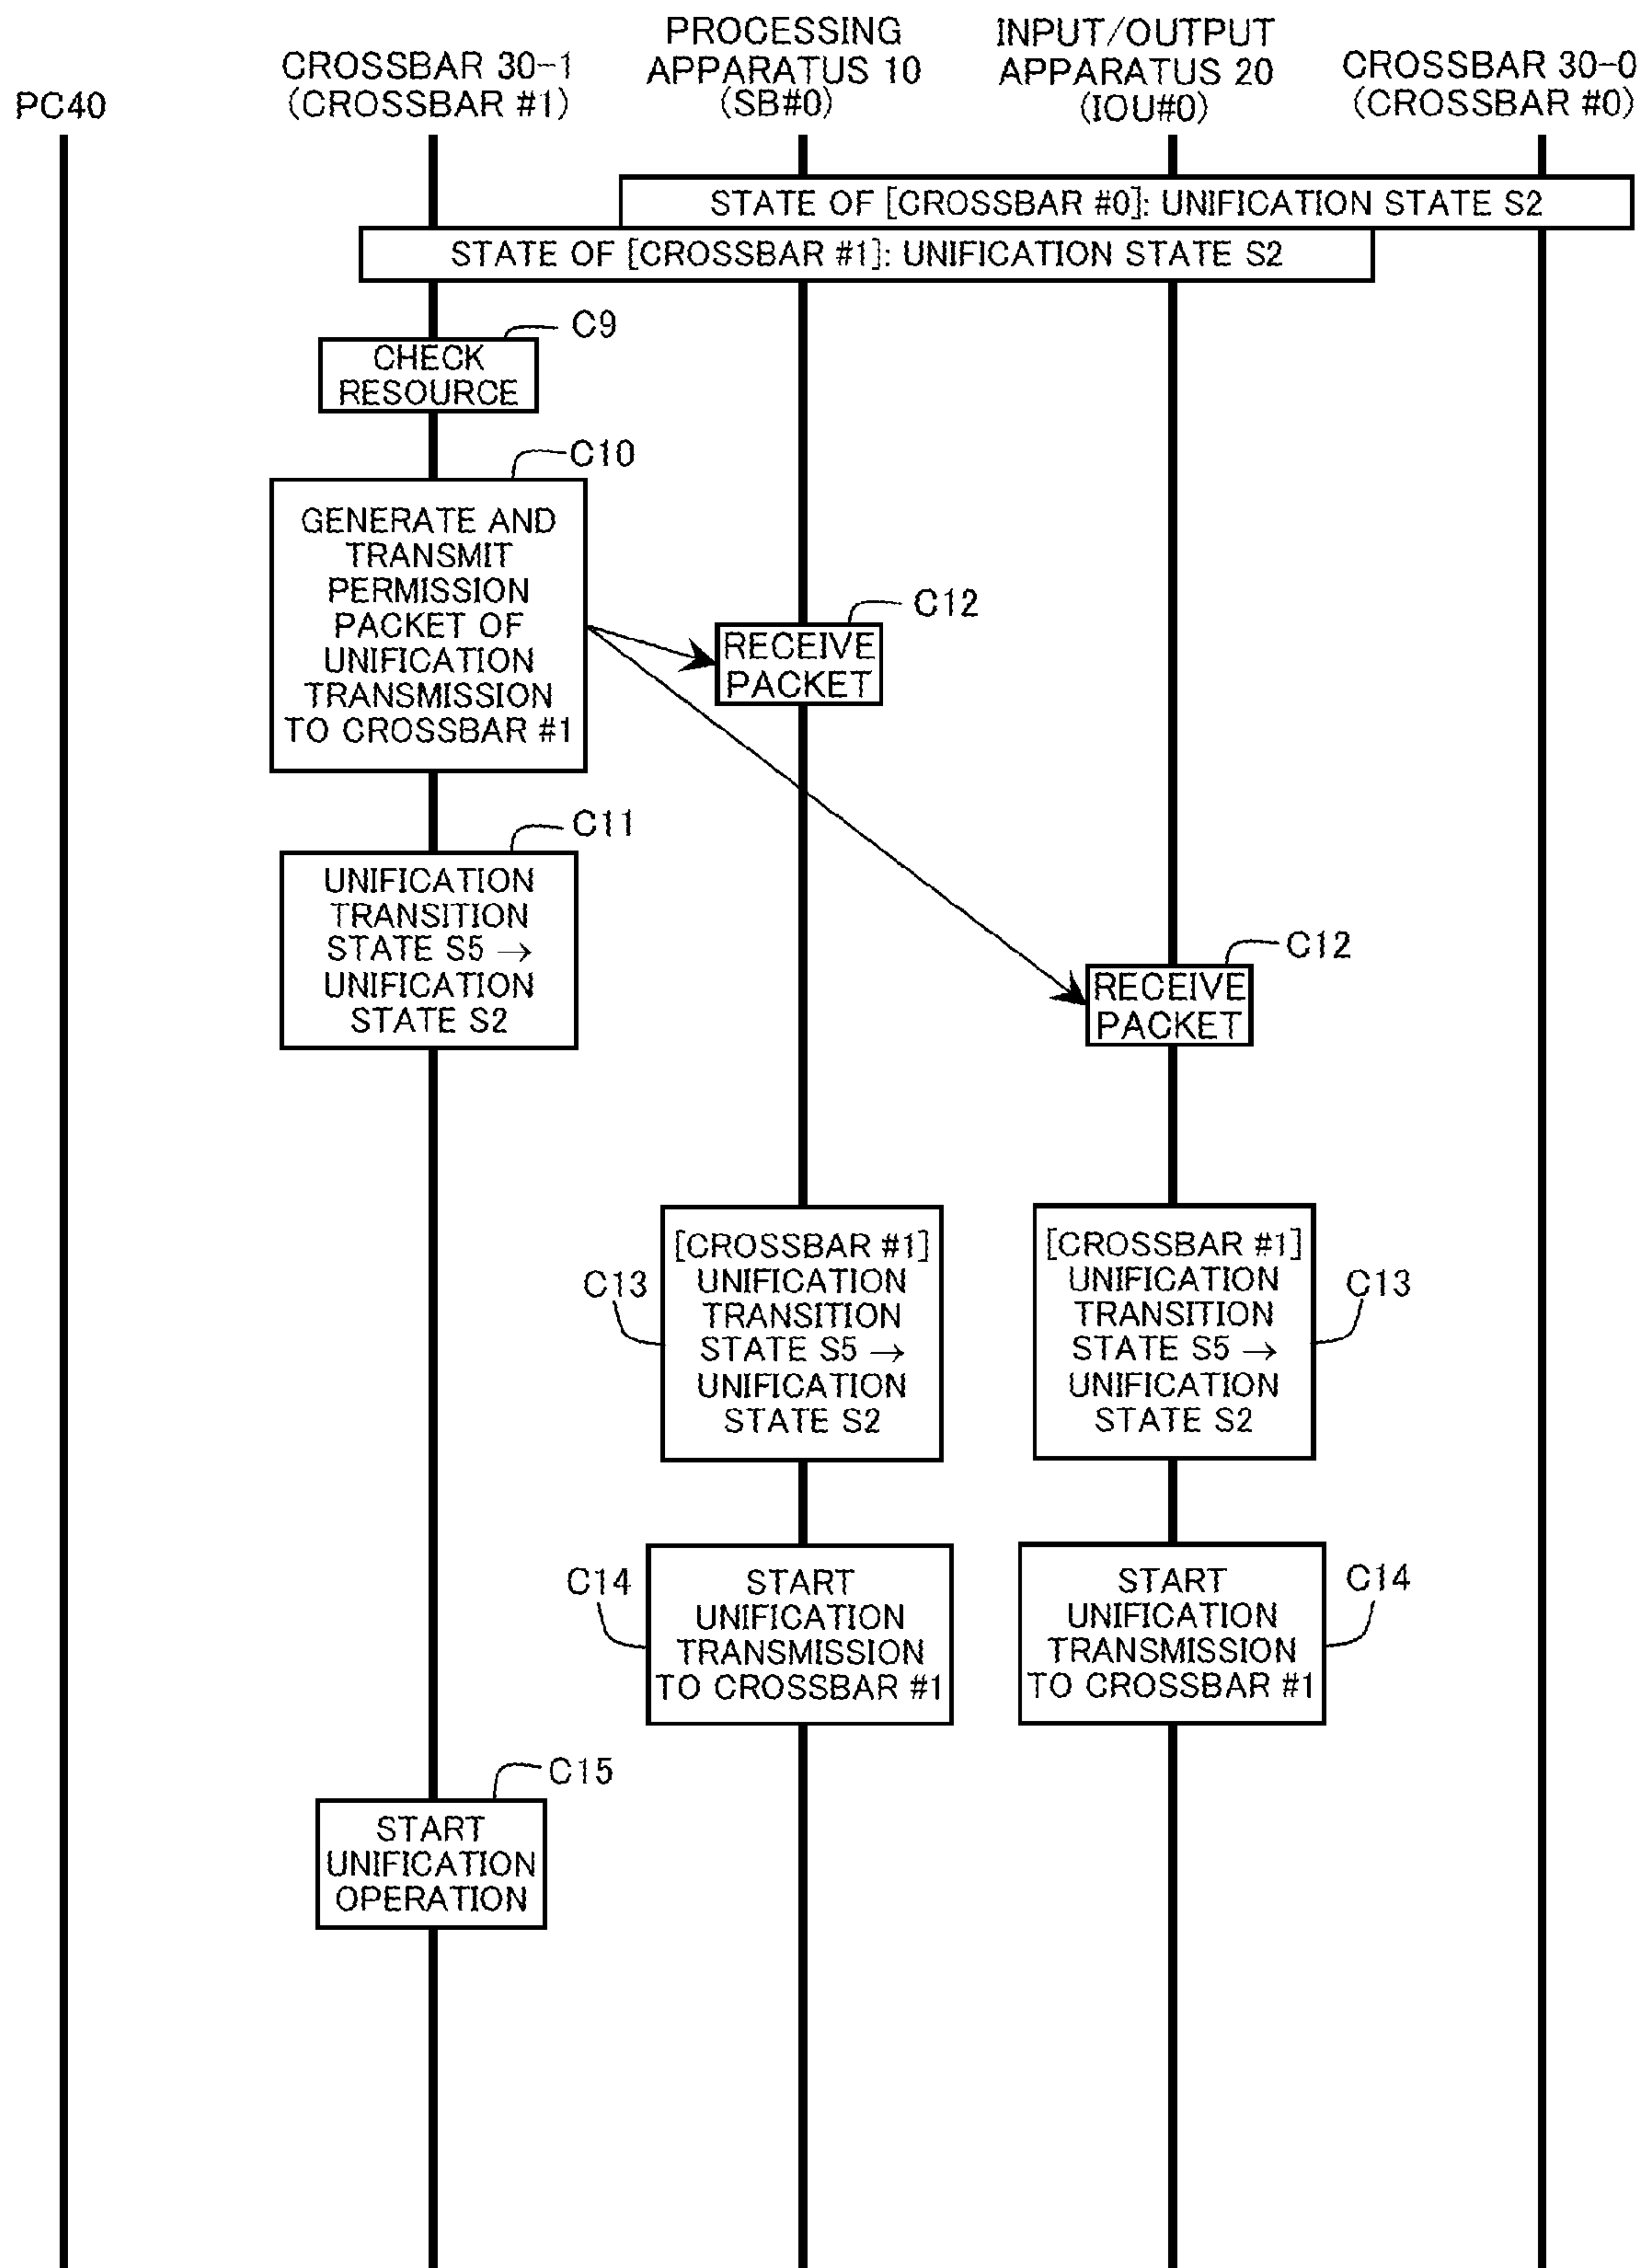 PC40
CROSSBAR 30-1
(CROSSBAR #1)
PROCESSING
APPARATUS 10
(SB#0)
INPUT/OUTPUT
APPARATUS 20
(IOU#0)
CROSSBAR 30-0
(CROSSBAR #0)
STATE OF [CROSSBAR #0]: UNIFICATION STATE S2
STATE OF [CROSSBAR #1]: UNIFICATION STATE S2
C9
CHECK
RESOURCE
C10
GENERATE AND
TRANSMIT
PERMISSION
PACKET OF
UNIFICATION
TRANSMISSION
TO CROSSBAR #1
C12
RECEIVE
PACKET
C11
UNIFICATION
TRANSITION
STATE S5 →
UNIFICATION
STATE S2
C12
RECEIVE
PACKET
C13
[CROSSBAR #1]
UNIFICATION
TRANSITION
STATE S5 →
UNIFICATION
STATE S2
[CROSSBAR #1]
UNIFICATION
TRANSITION
STATE S5 →
UNIFICATION
STATE S2
C13
C14
START
UNIFICATION
TRANSMISSION
TO CROSSBAR #1
START
UNIFICATION
TRANSMISSION
TO CROSSBAR #1
C14
C15
START
UNIFICATION
OPERATION